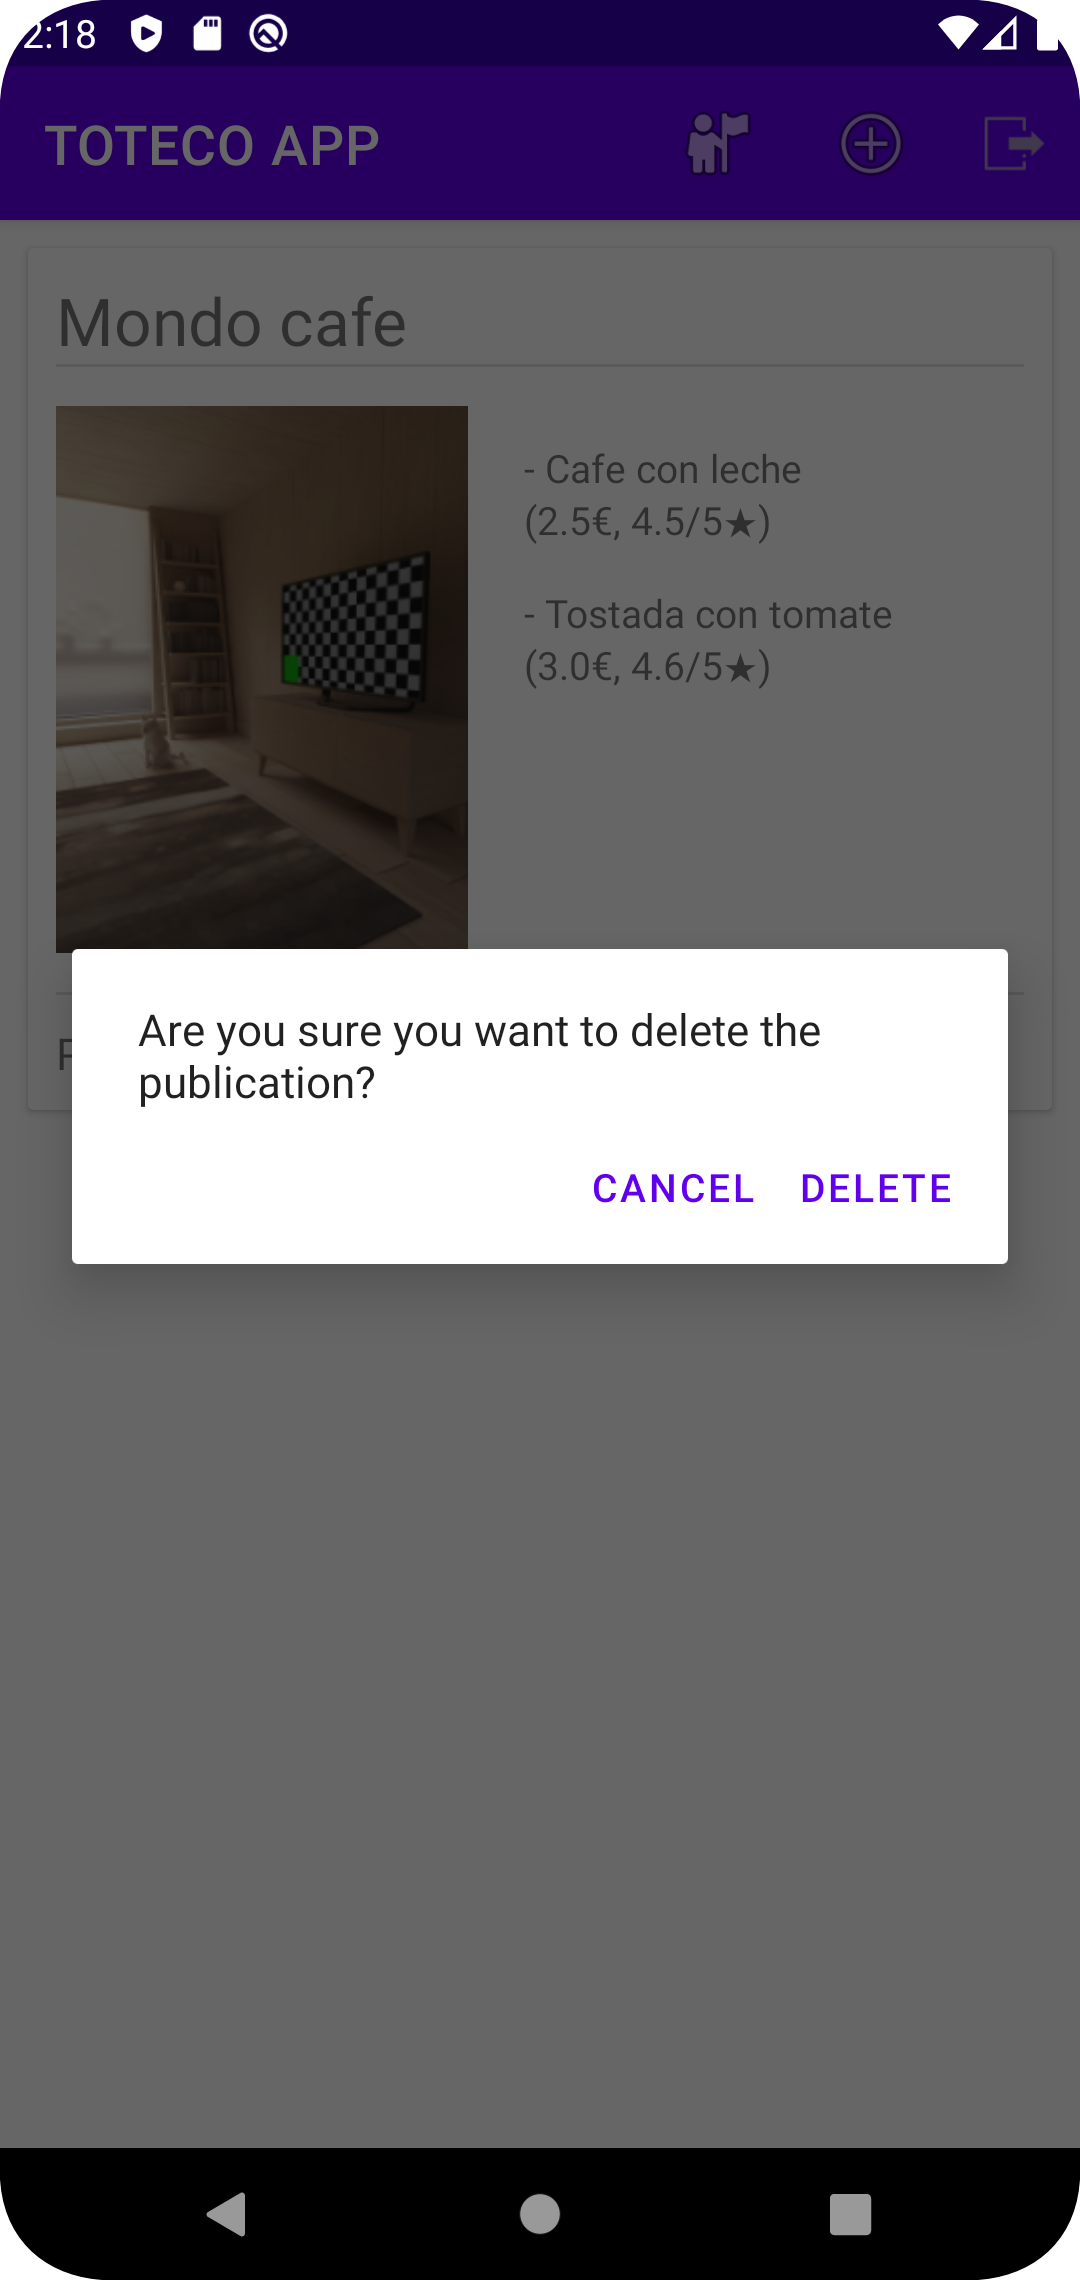 2:18
TOTECO APP
Mondo cafe
- Cafe con leche
(2.5€, 4.5/5★)
- Tostada con tomate
(3.0€, 4.6/5★)
Are you sure you want to delete the
publication?
CANCEL DELETE